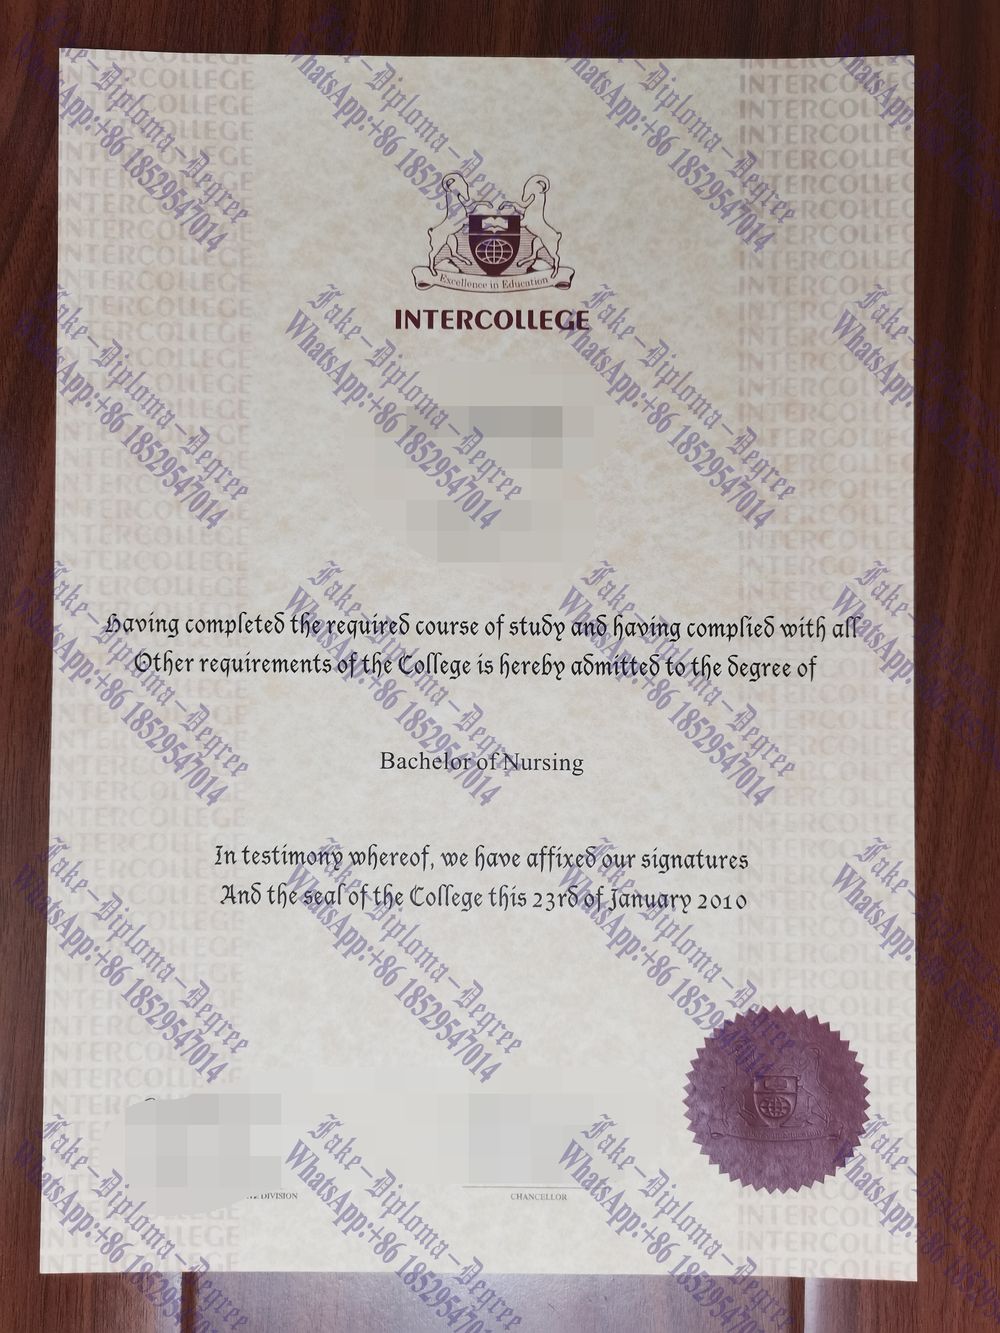 Excellence in Education
INTERCOLLEGE
Having completed the required course of study and having complied with all
Other requirements of the College is hereby admitted to the degree of
Bachelor of Nursing
In testimony whereof, we have affixed our signatures
And the seal of the College this 23rd of January 2010
DIVISION
CHANCELLOR
INTERCOLLEGE
Fake-Diploma-Degree
WhatsApp:+86 18529547014